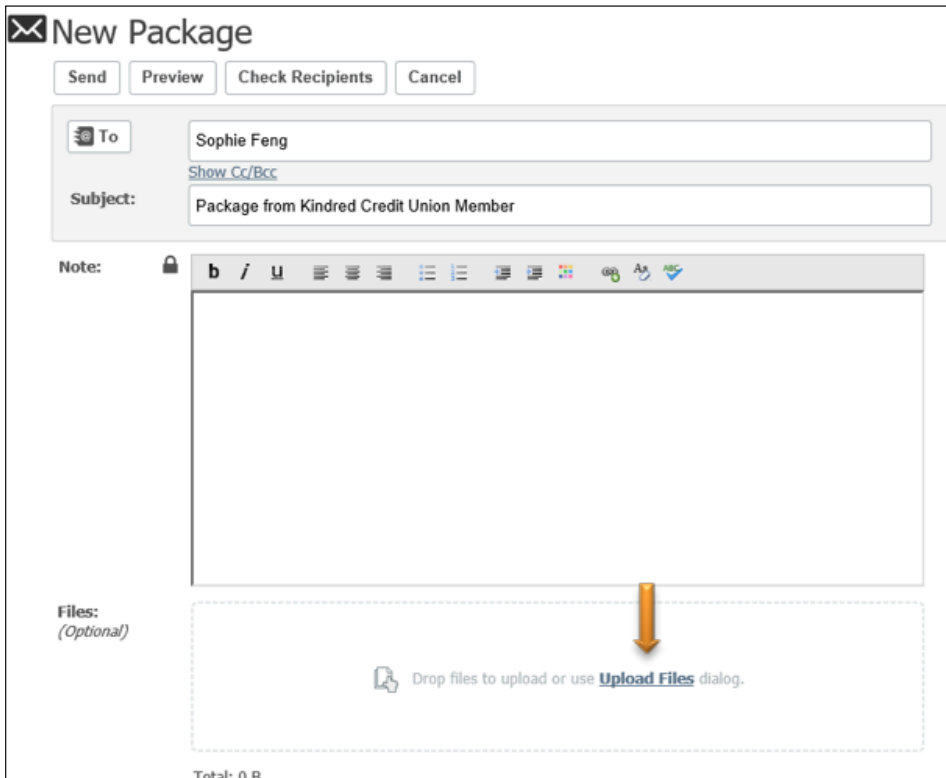 New Package
Send Preview Check Recipients Cancel
To Sophie Feng
Show Cc/Bcc
Subject: Package from Kindred Credit Union Member
Note: b i u ABC
Files:
(Optional)
Drop files to upload or use Upload Files dialog.
Total: 0 B